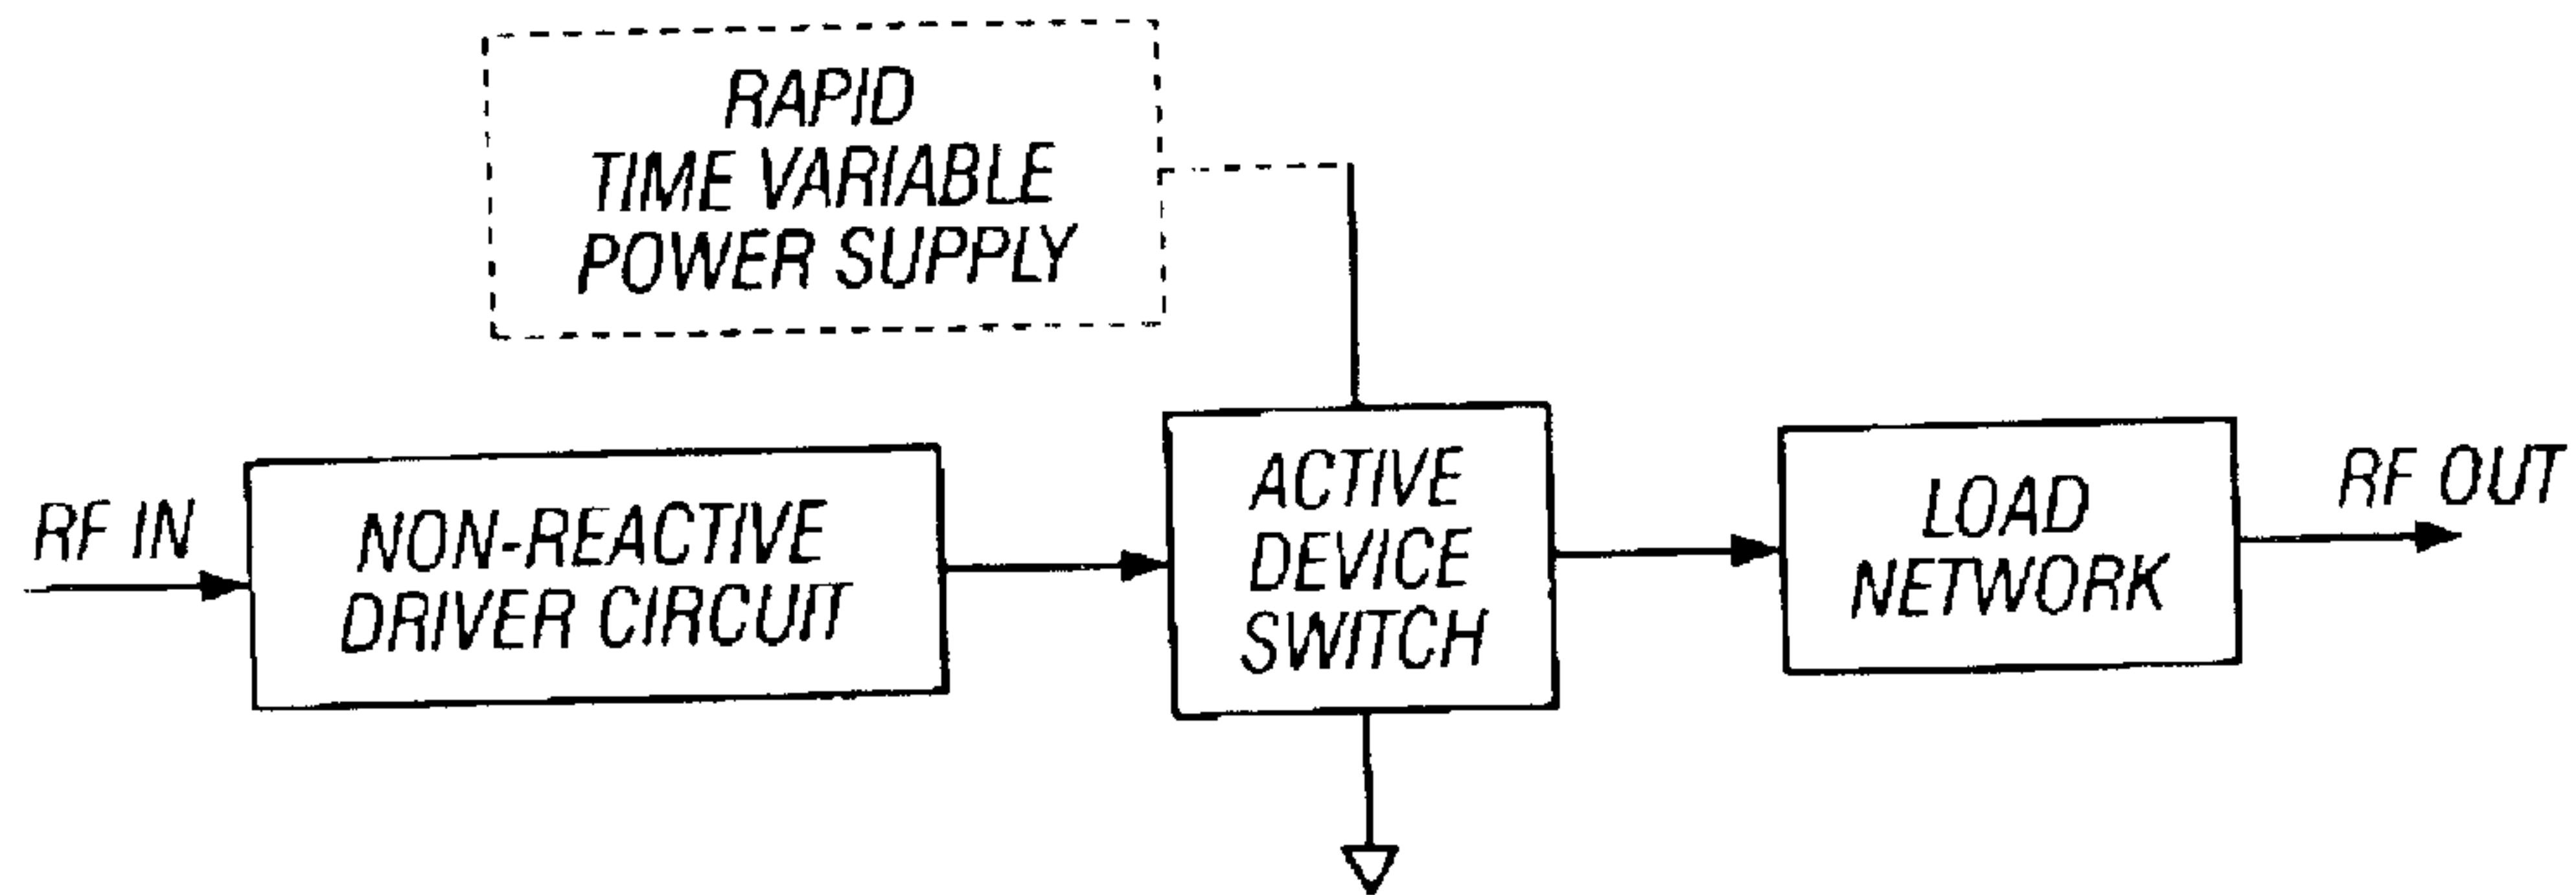 RAPID
TIME VARIABLE
POWER SUPPLY
RF IN
NON-REACTIVE
DRIVER CIRCUIT
ACTIVE
DEVICE
SWITCH
LOAD
NETWORK
RF OUT